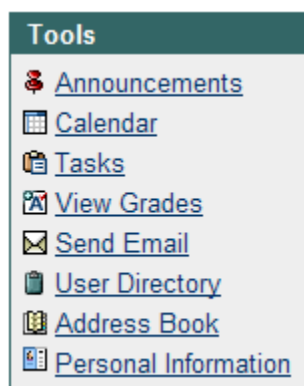 Tools
Announcements
Calendar
Tasks
View Grades
Send Email
User Directory
Address Book
Personal Information